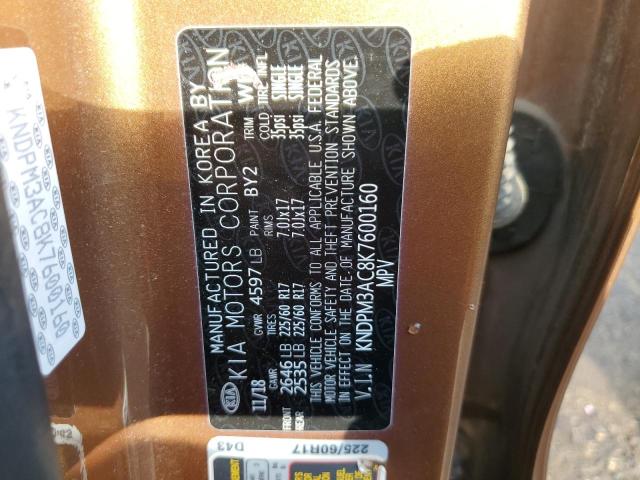 MANUFACTURED IN KOREA BY
KIA KIA MOTORS CORPORATION
11/18 GVWR 4597 LB PAINT BY2 TRIM
GAWR TIRES RIMS COLD TIRE INFL
FRONT 2646 LB 225/60 R17 7.0Jx17 35psi SINGLE
REAR 2535 LB 225/60 R17 7.0Jx17 35psi SINGLE
THIS VEHICLE CONFORMS TO ALL APPLICABLE U.S.A. FEDERAL
MOTOR VEHICLE SAFETY AND THEFT PREVENTION STANDARDS
IN EFFECT ON THE DATE OF MANUFACTURE SHOWN ABOVE.
V.I.N KNDPM3AC8K7600160
MPV
KNDPM3AC8K7600160
D43
225/60R17